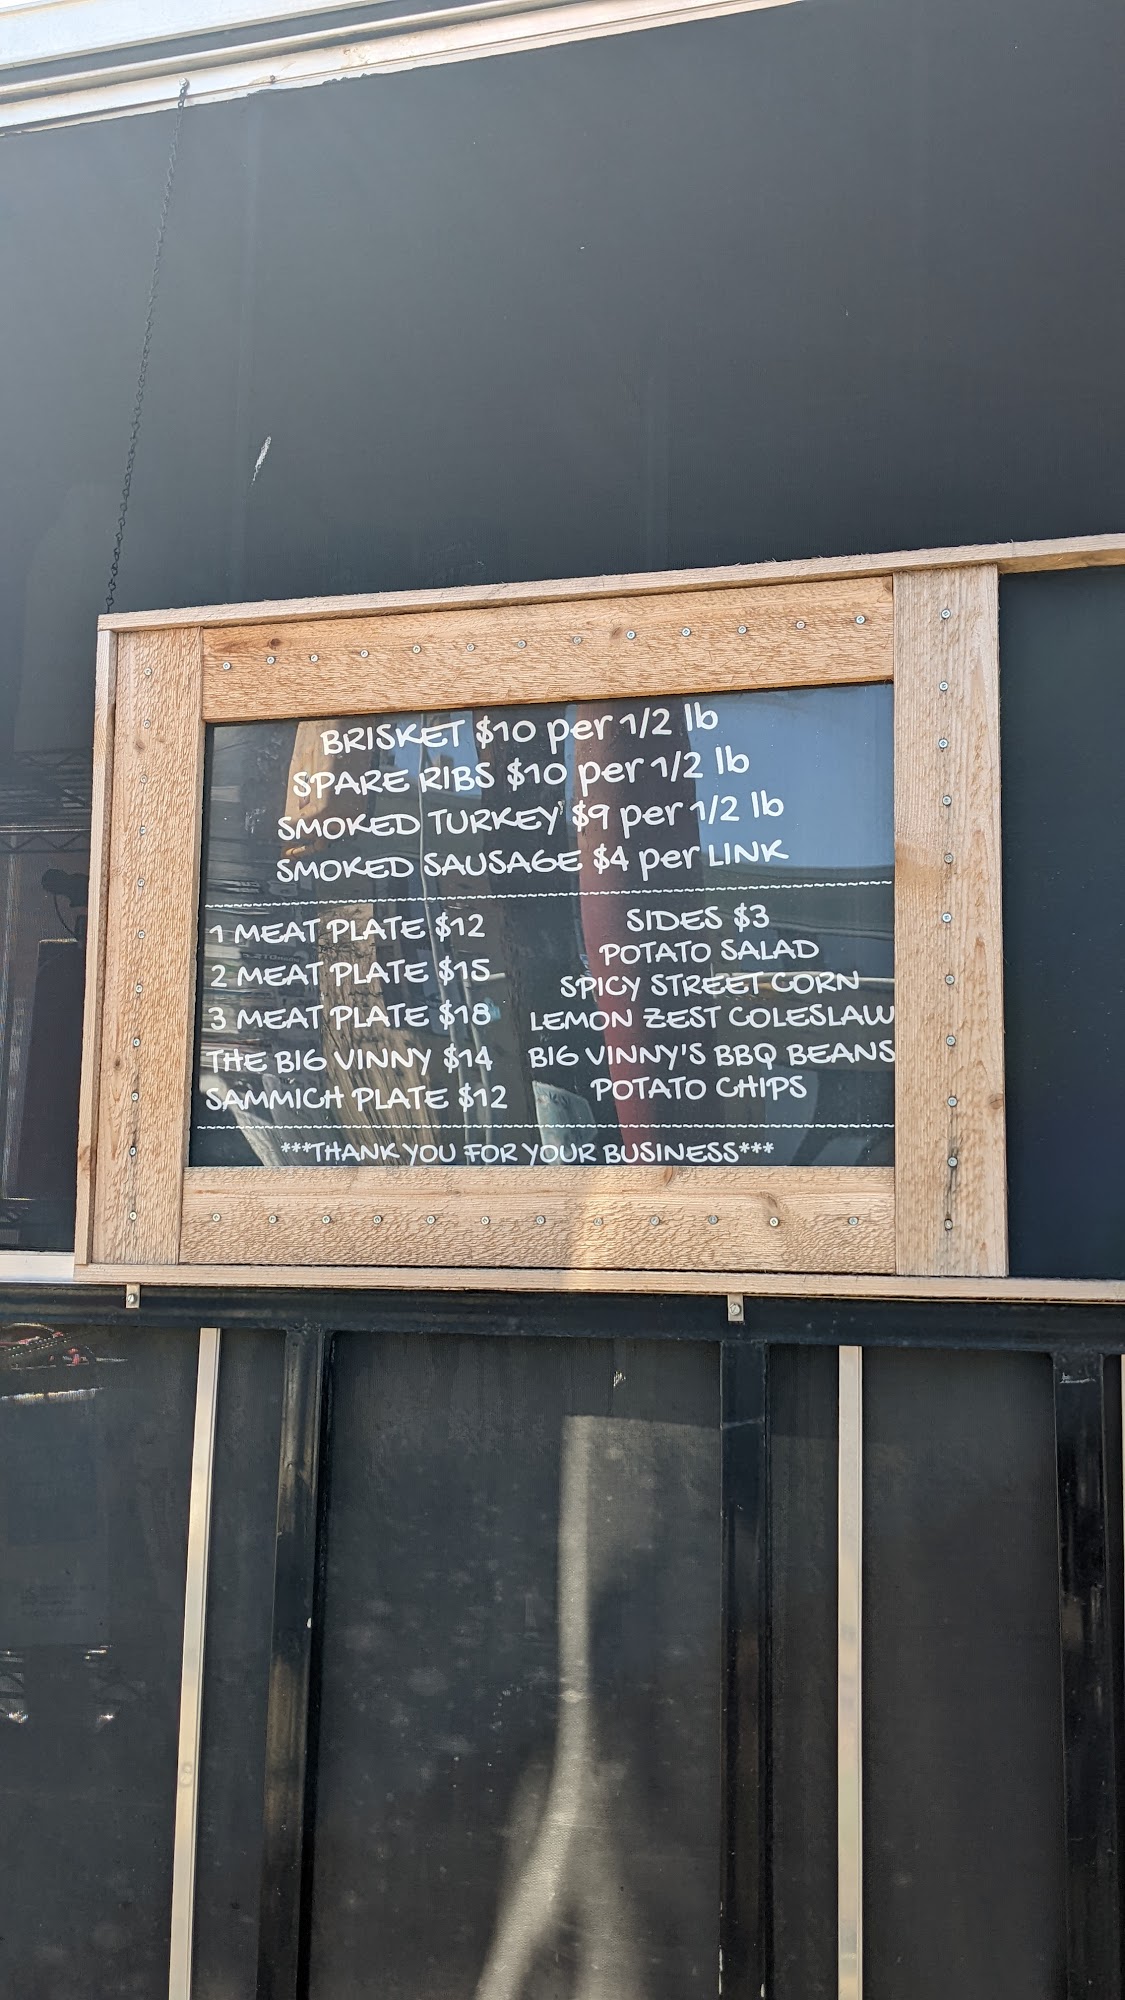 BRISKET $10 per 1/2 lb
SPARE RIBS $10 per 1/2 lb
SMOKED TURKEY $9 per 1/2 lb
SMOKED SAUSAGE $4 per LINK
1 MEAT PLATE $12
2 MEAT PLATE $15
3 MEAT PLATE $18
THE BIG VINNY $14
SAMMICH PLATE $12
SIDES $3
POTATO SALAD
SPICY STREET CORN
LEMON ZEST COLESLAW
BIG VINNY'S BBQ BEANS
POTATO CHIPS
***THANK YOU FOR YOUR BUSINESS***